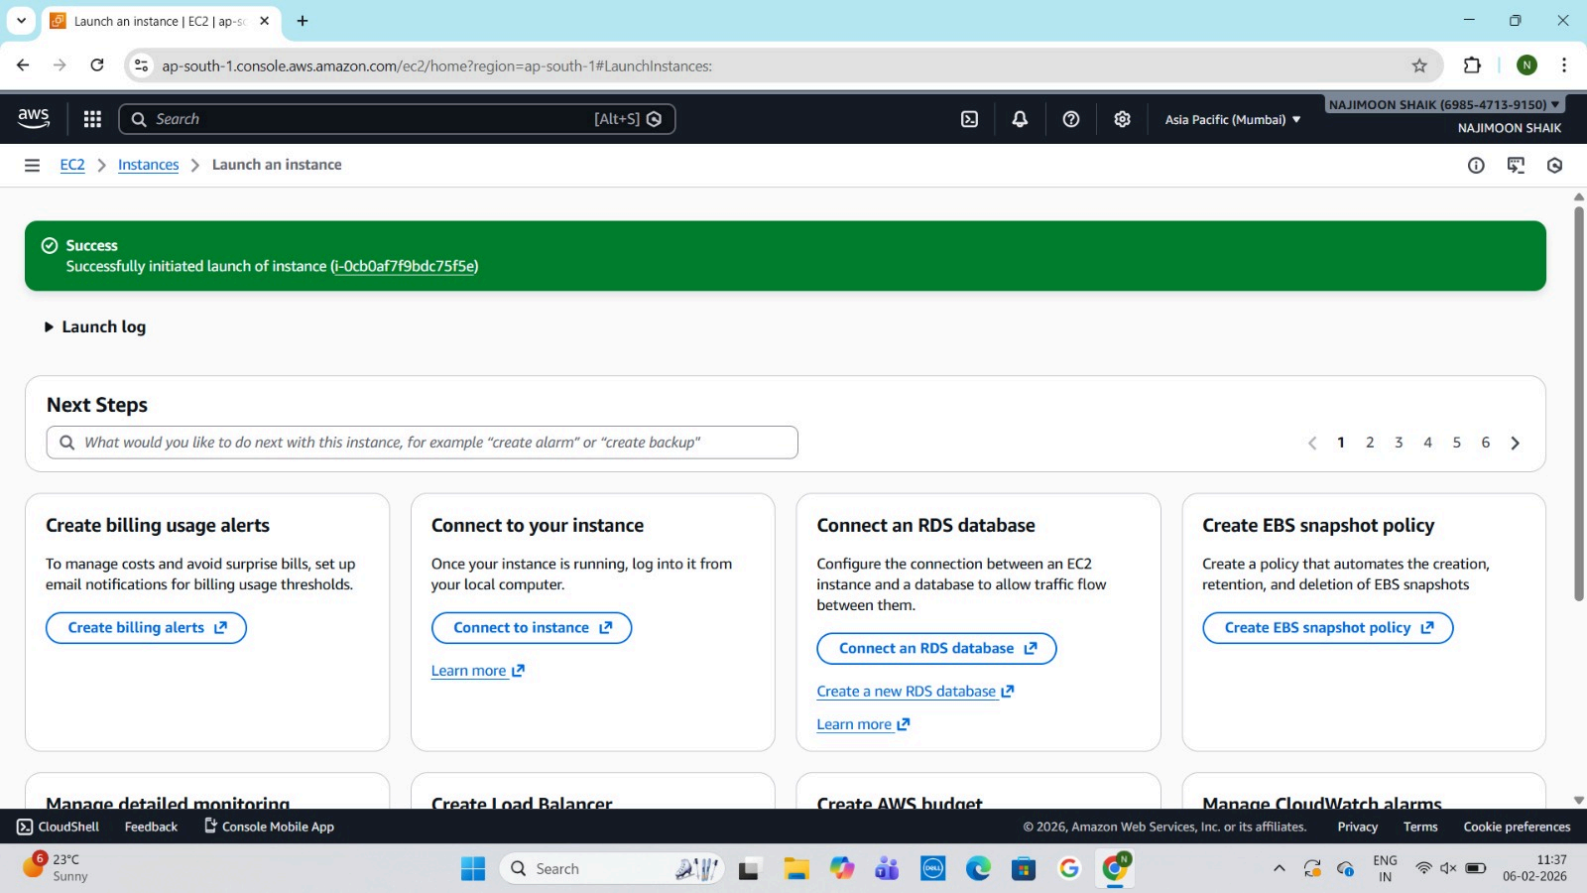 Launch an instance | EC2 | ap-so
ap-south-1.console.aws.amazon.com/ec2/home?region=ap-south-1#LaunchInstances:
N
aws
Search
[Alt+S]
Asia Pacific (Mumbai)
NAJIMOON SHAIK (6985-4713-9150)
NAJIMOON SHAIK
EC2
Instances
Launch an instance
Success
Successfully initiated launch of instance (i-0cb0af7f9bdc75f5e)
Launch log
Next Steps
What would you like to do next with this instance, for example "create alarm" or "create backup"
1 2 3 4 5 6
Create billing usage alerts
To manage costs and avoid surprise bills, set up
email notifications for billing usage thresholds.
Create billing alerts
Connect to your instance
Once your instance is running, log into it from
your local computer.
Connect to instance
Learn more
Connect an RDS database
Configure the connection between an EC2
instance and a database to allow traffic flow
between them.
Connect an RDS database
Create a new RDS database
Learn more
Create EBS snapshot policy
Create a policy that automates the creation,
retention, and deletion of EBS snapshots
Create EBS snapshot policy
Manage detailed monitoring
Create Load Balancer
Create AWS budget
Manage CloudWatch alarms
CloudShell
Feedback
Console Mobile App
© 2026, Amazon Web Services, Inc. or its affiliates.
Privacy
Terms
Cookie preferences
6
23°C
Sunny
Search
DELL
N
ENG
IN
11:37
06-02-2026